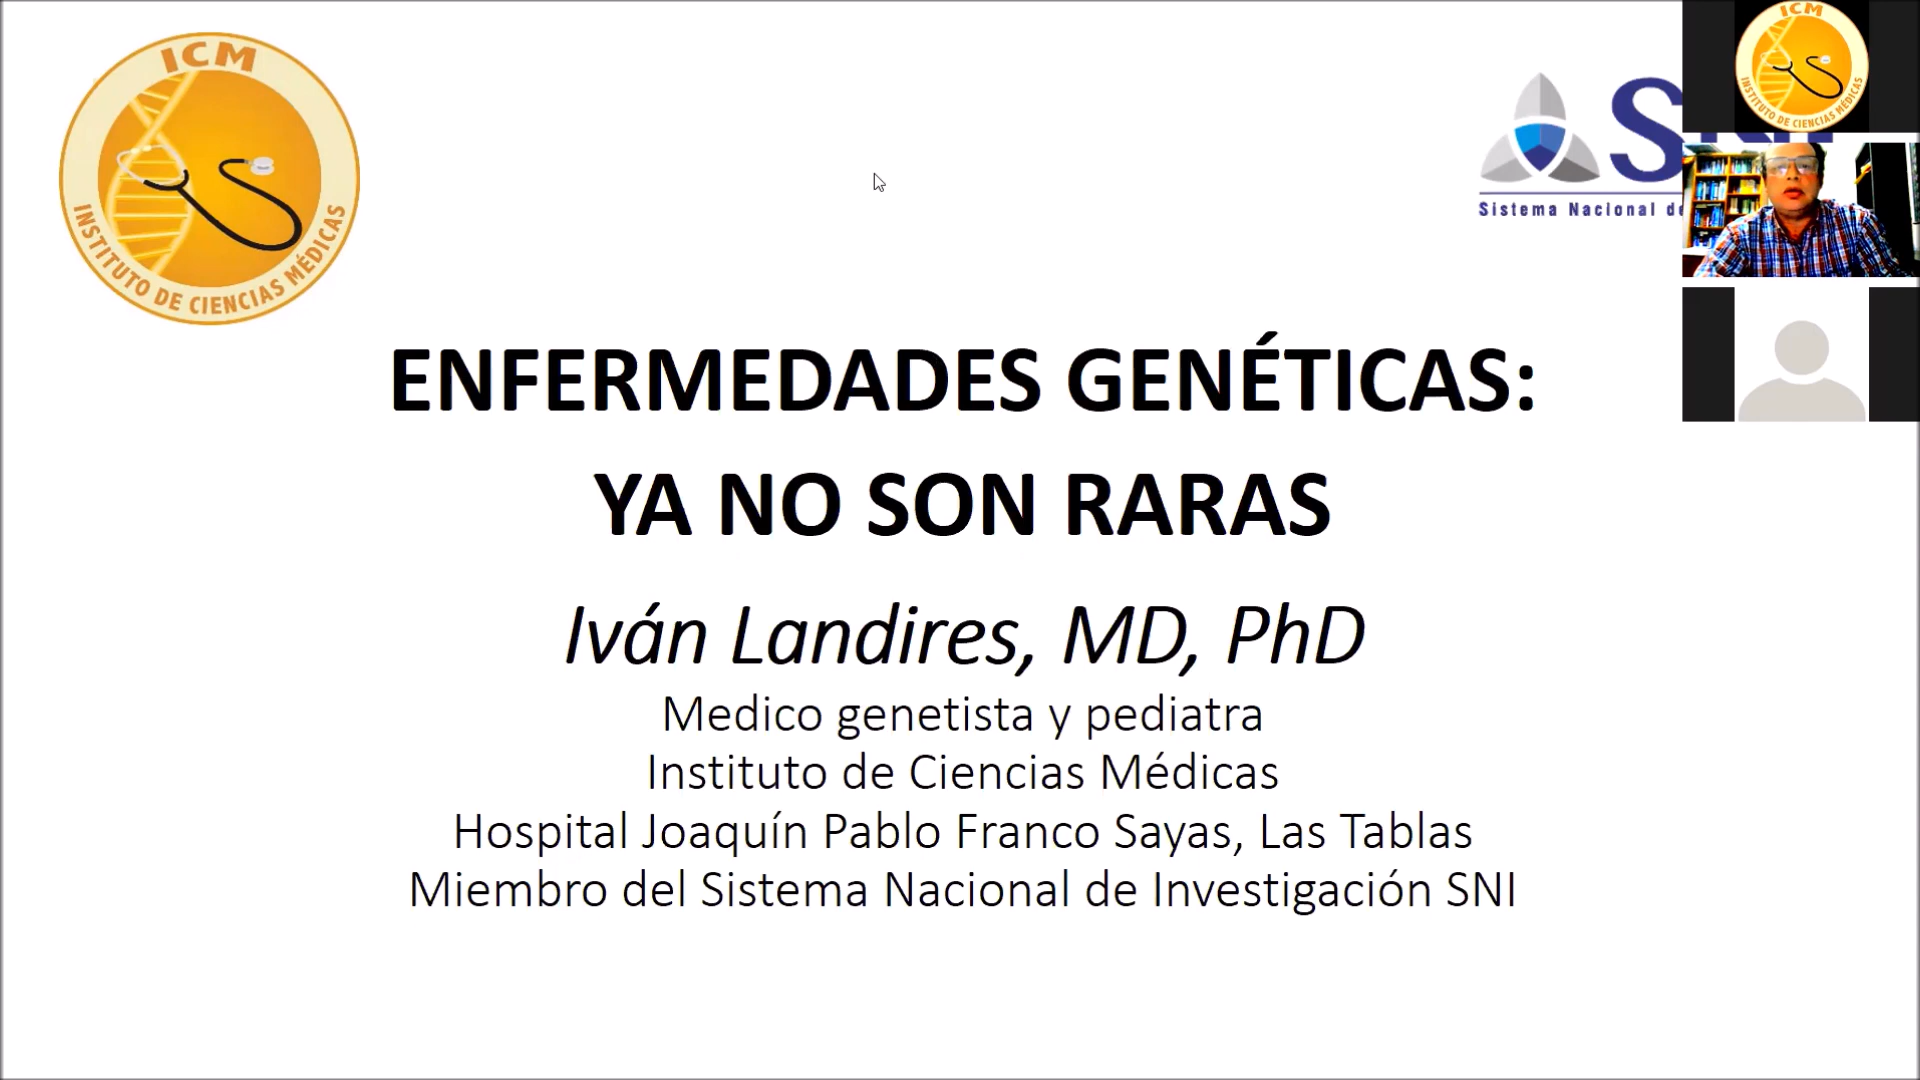 ICM
INSTITUTO DE CIENCIAS MÉDICAS
Sistema Nacional
ICM
INSTITUTO DE CIENCIAS MÉDICAS
ENFERMEDADES GENÉTICAS:
YA NO SON RARAS
Iván Landires, MD, PhD
Medico genetista y pediatra
Instituto de Ciencias Médicas
Hospital Joaquín Pablo Franco Sayas, Las Tablas
Miembro del Sistema Nacional de Investigación SNI